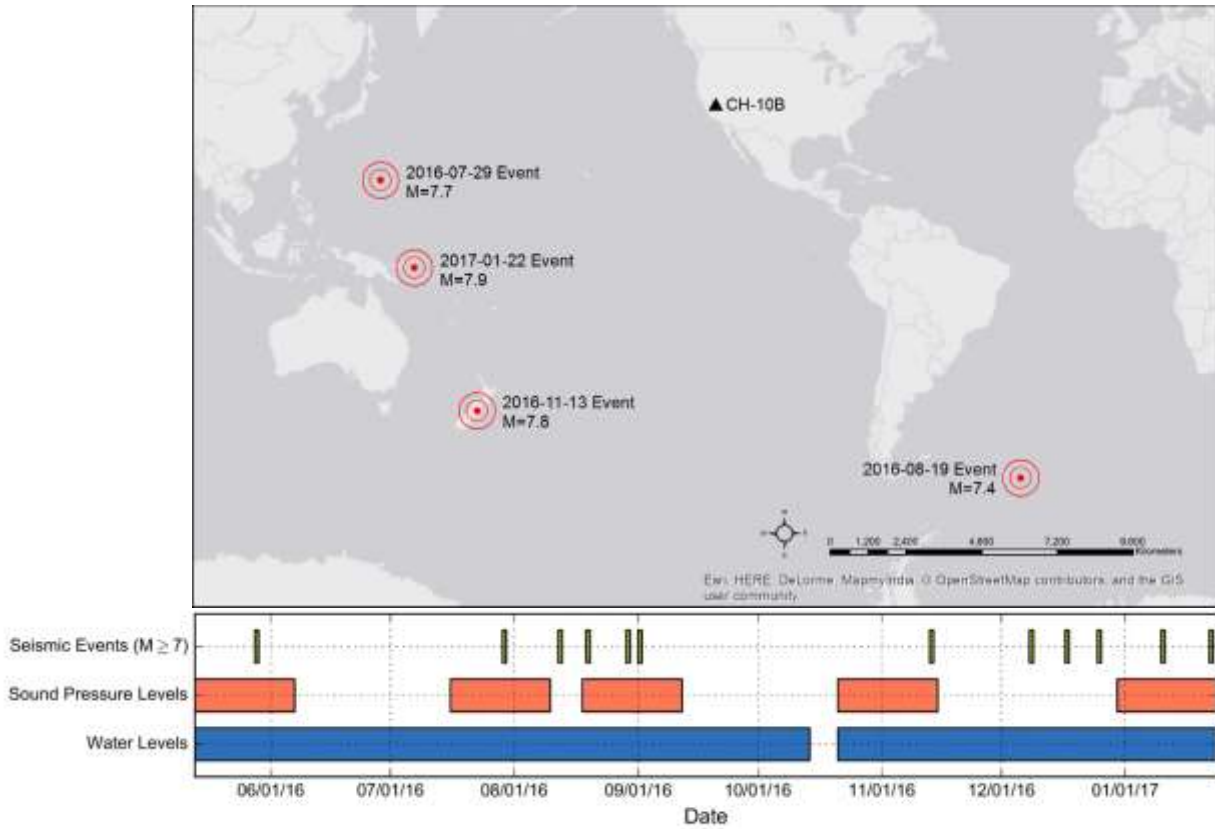 CH-10B
2016-07-29 Event
M=7.7
2017-01-22 Event
M=7.9
2016-11-13 Event
M=7.8
2016-08-19 Event
M=7.4
0 1,200 2,400 4,800 7,200 9,600
Kilometers
Esri, HERE, DeLorme, MapmyIndia, © OpenStreetMap contributors, and the GIS
user community
Seismic Events (M ≥ 7)
Sound Pressure Levels
Water Levels
06/01/16 07/01/16 08/01/16 09/01/16 10/01/16 11/01/16 12/01/16 01/01/17
Date